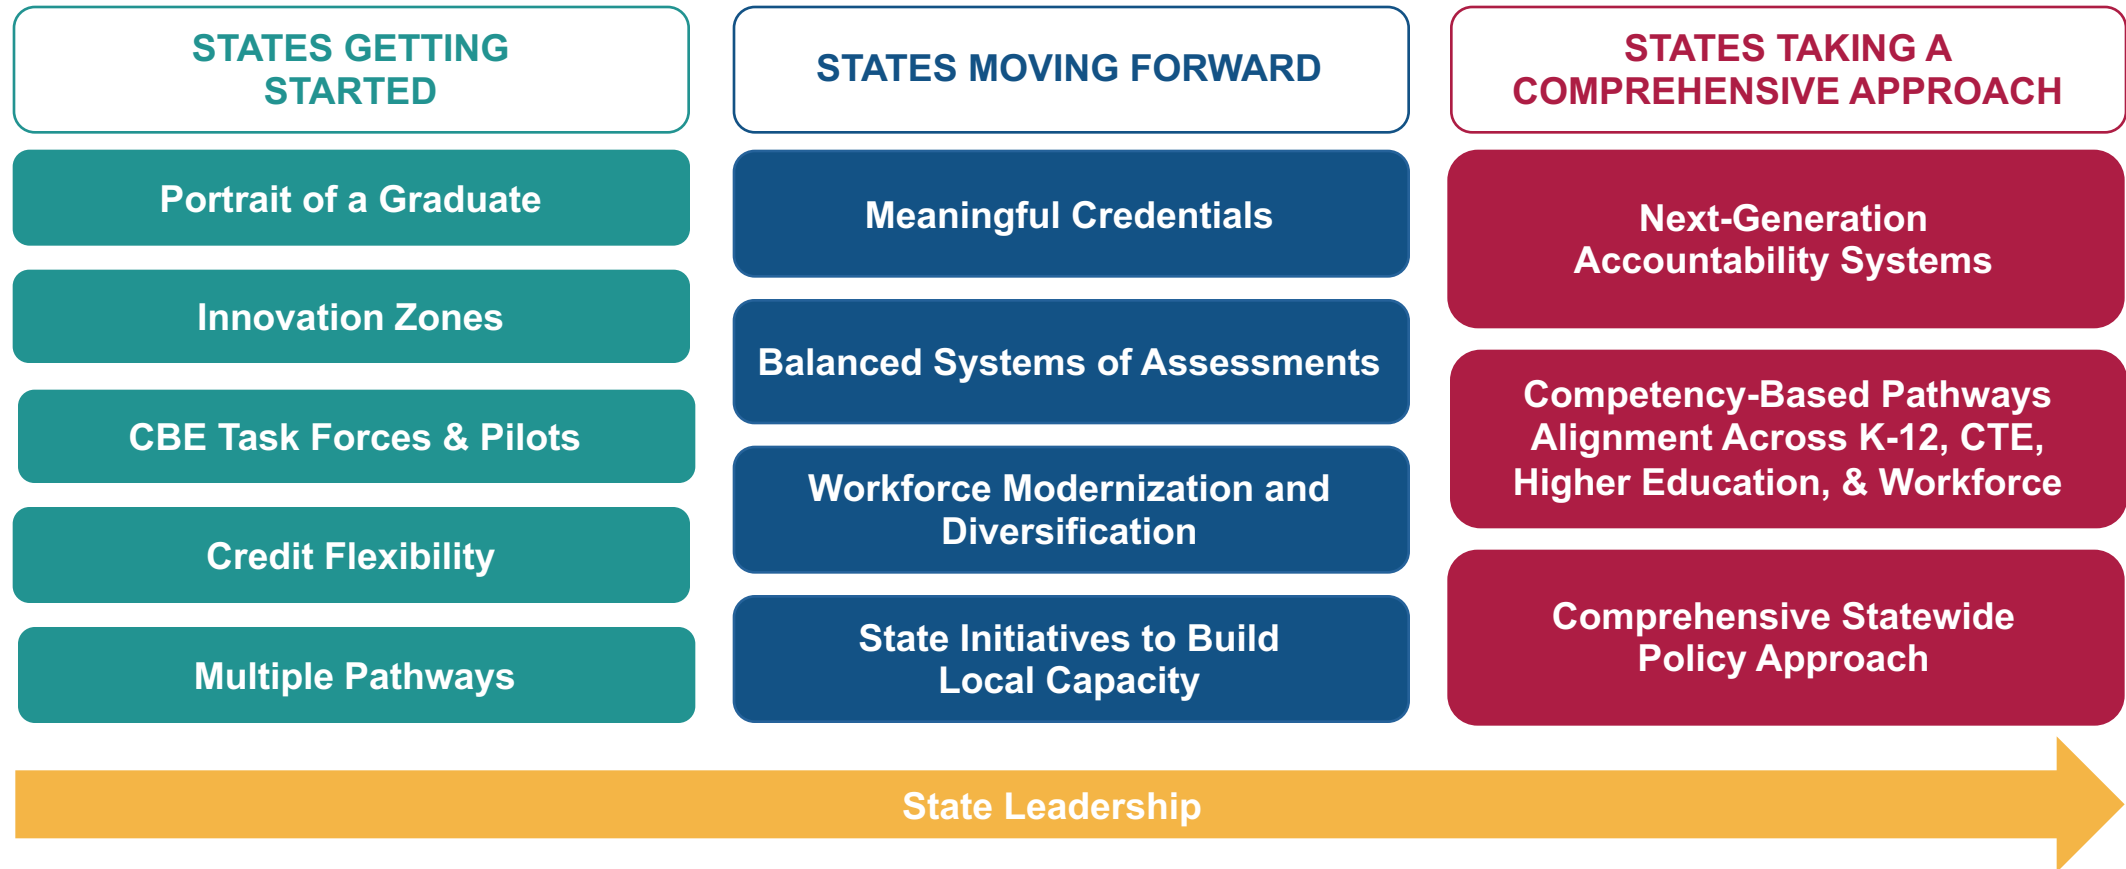 STATES GETTING
STARTED
Portrait of a Graduate
Innovation Zones
CBE Task Forces & Pilots
Credit Flexibility
Multiple Pathways
STATES MOVING FORWARD
Meaningful Credentials
Balanced Systems of Assessments
Workforce Modernization and
Diversification
State Initiatives to Build
Local Capacity
STATES TAKING A
COMPREHENSIVE APPROACH
Next-Generation
Accountability Systems
Competency-Based Pathways
Alignment Across K-12, CTE,
Higher Education, & Workforce
Comprehensive Statewide
Policy Approach
State Leadership